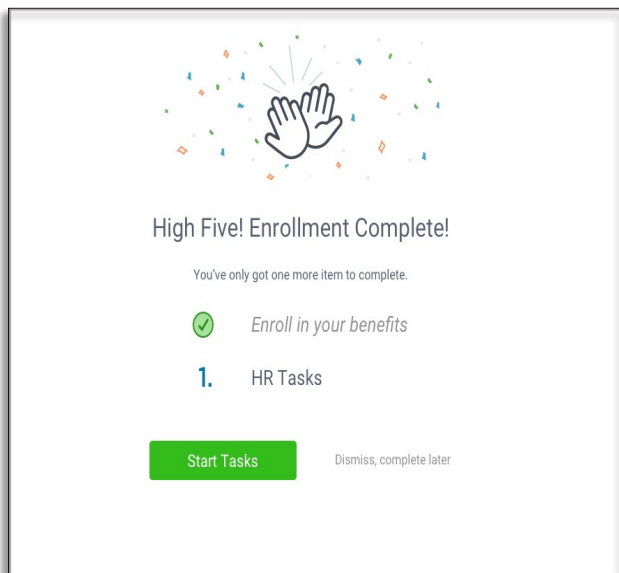 High Five! Enrollment Complete!
You've only got one more item to complete.
Enroll in your benefits
1. HR Tasks
Start Tasks
Dismiss, complete later